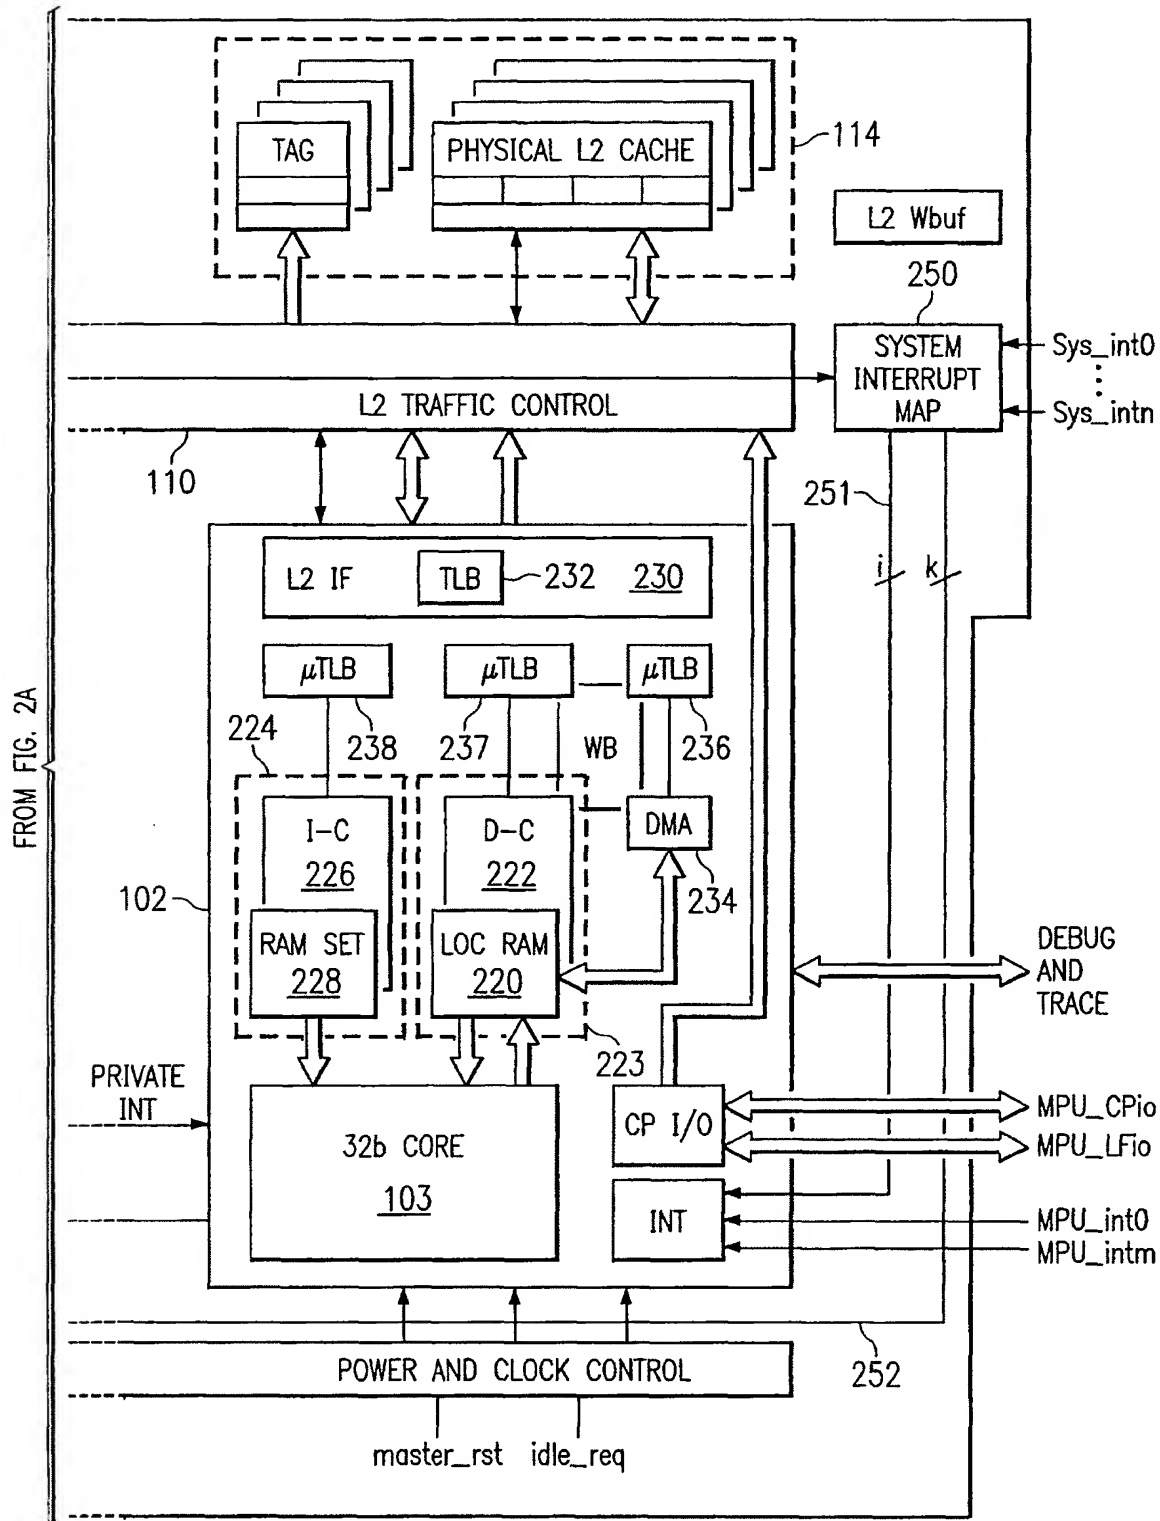 TAG
PHYSICAL L2 CACHE
114
L2 Wbuf
250
SYSTEM
INTERRUPT
MAP
Sys_int0
Sys_intn
L2 TRAFFIC CONTROL
110
251
i
k
L2 IF
TLB
232
230
μTLB
μTLB
μTLB
238
237
236
224
WB
FROM FIG. 2A
I-C
226
D-C
222
DMA
234
102
RAM SET
228
LOC RAM
220
DEBUG
AND
TRACE
223
PRIVATE
INT
32b CORE
103
CP I/O
MPU_CPio
MPU_LFio
INT
MPU_int0
MPU_intm
252
POWER AND CLOCK CONTROL
master_rst
idle_req